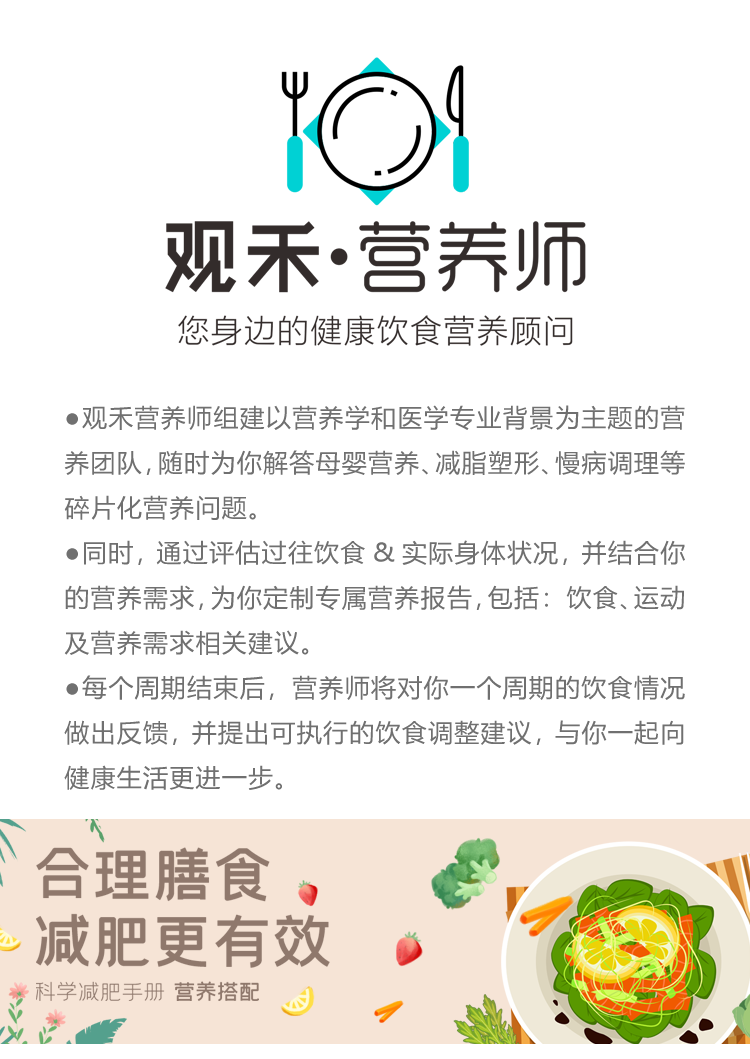 观禾·营养师
您身边的健康饮食营养顾问
●观禾营养师组建以营养学和医学专业背景为主题的营
养团队,随时为你解答母婴营养、减脂塑形、慢病调理等
碎片化营养问题。
●同时，通过评估过往饮食 & 实际身体状况，并结合你
的营养需求,为你定制专属营养报告,包括：饮食、运动
及营养需求相关建议。
●每个周期结束后，营养师将对你一个周期的饮食情况
做出反馈，并提出可执行的饮食调整建议，与你一起向
健康生活更进一步。
合理膳食
减肥更有效
科学减肥手册 营养搭配